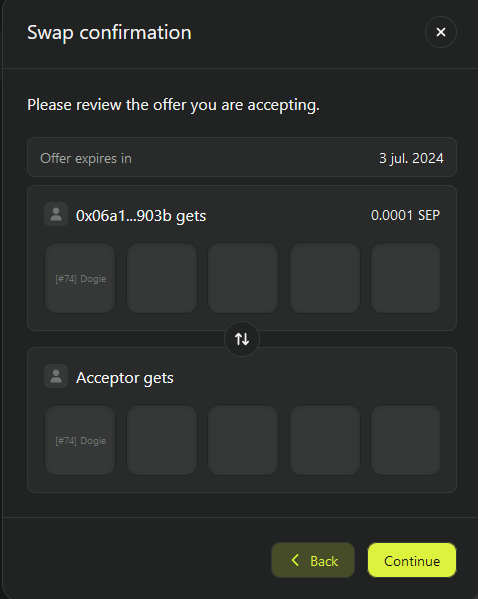 Swap confirmation
Please review the offer you are accepting.
Offer expires in 3 jul. 2024
0x06a1...903b gets 0.0001 SEP
[#74] Dogie
Acceptor gets
[#74] Dogie
Back Continue